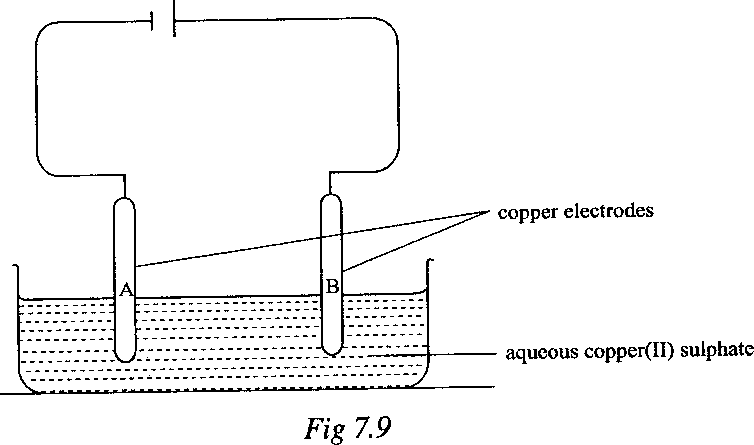 copper electrodes
A
B
aqueous copper(II) sulphate
Fig 7.9